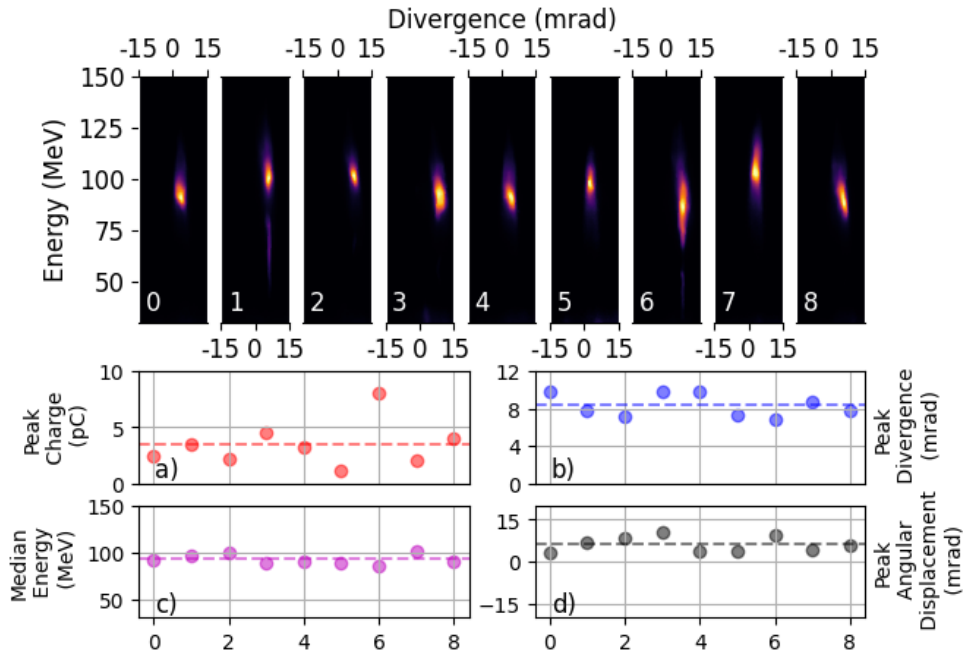 Divergence (mrad)
-15 0 15 -15 0 15 -15 0 15 -15 0 15 -15 0 15
150
125
100
75
50
Energy (MeV)
0 1 2 3 4 5 6 7 8
-15 0 15 -15 0 15 -15 0 15 -15 0 15
10
5
0
Peak
Charge
(pC)
a)
12
8
4
0
b)
Peak
Divergence
(mrad)
150
100
50
Median
Energy
(MeV)
c)
0 2 4 6 8
15
0
−15
d)
Peak
Angular
Displacement
(mrad)
0 2 4 6 8